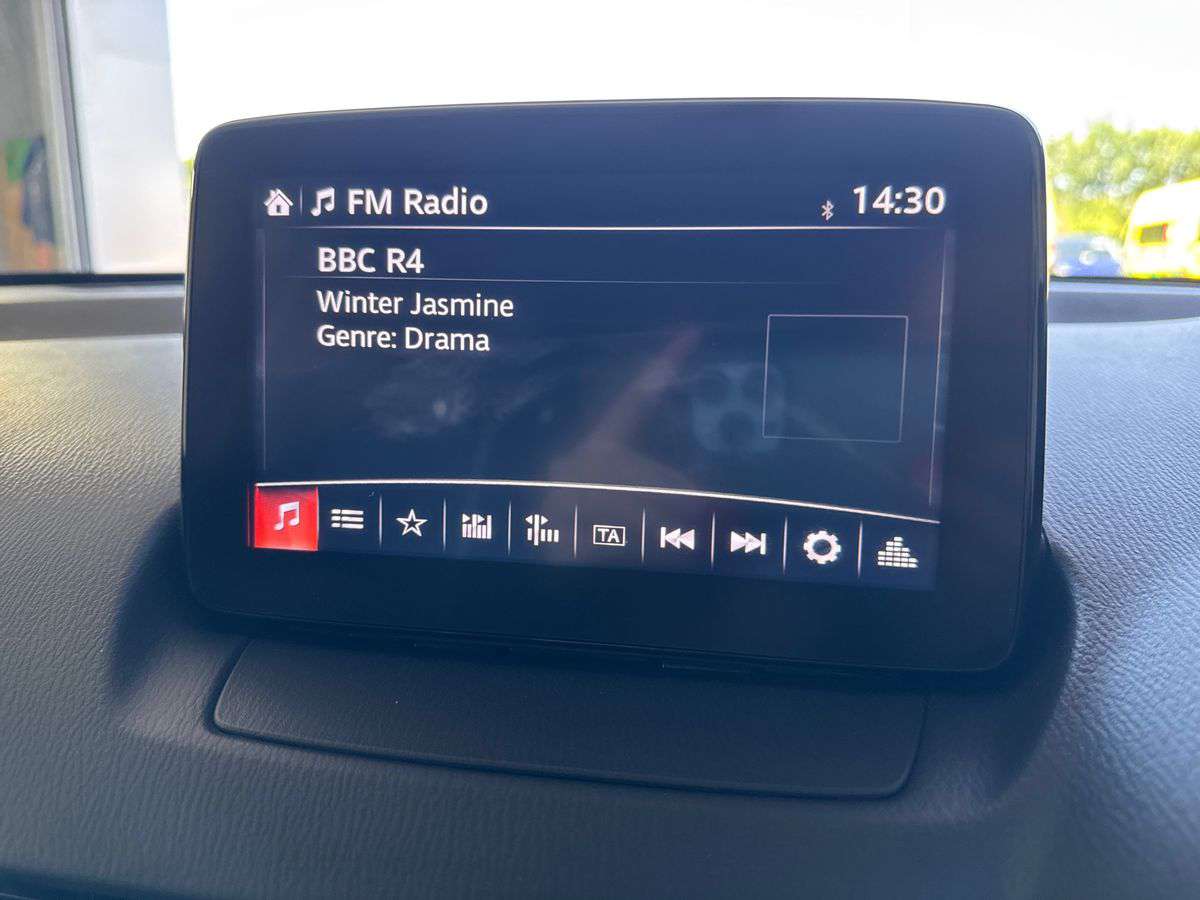 FM Radio
14:30
BBC R4
Winter Jasmine
Genre: Drama
TA